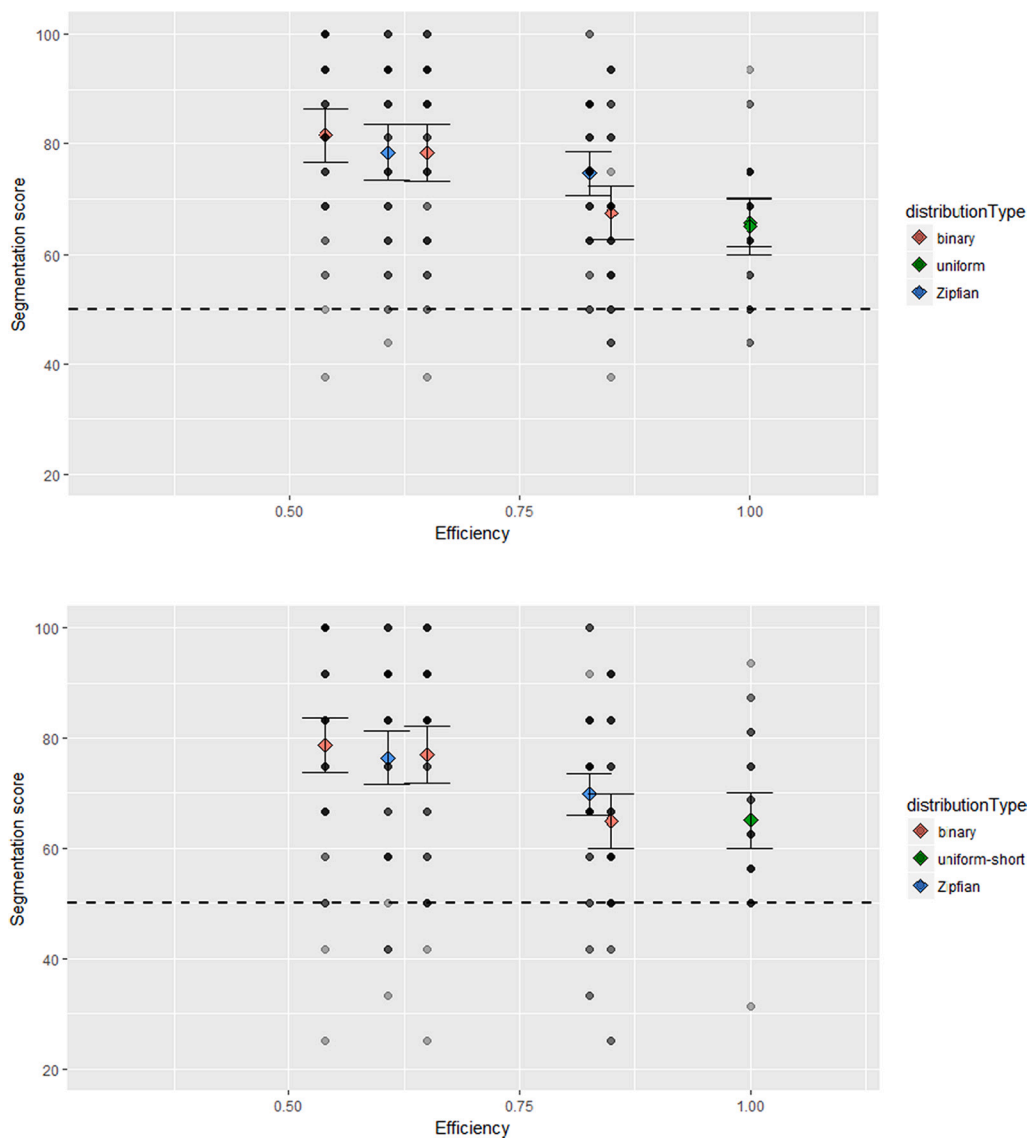 100
80
60
40
20
Segmentation score
0.50 0.75 1.00
Efficiency
distributionType
binary
uniform
Zipfian
100
80
60
40
20
Segmentation score
0.50 0.75 1.00
Efficiency
distributionType
binary
uniform-short
Zipfian